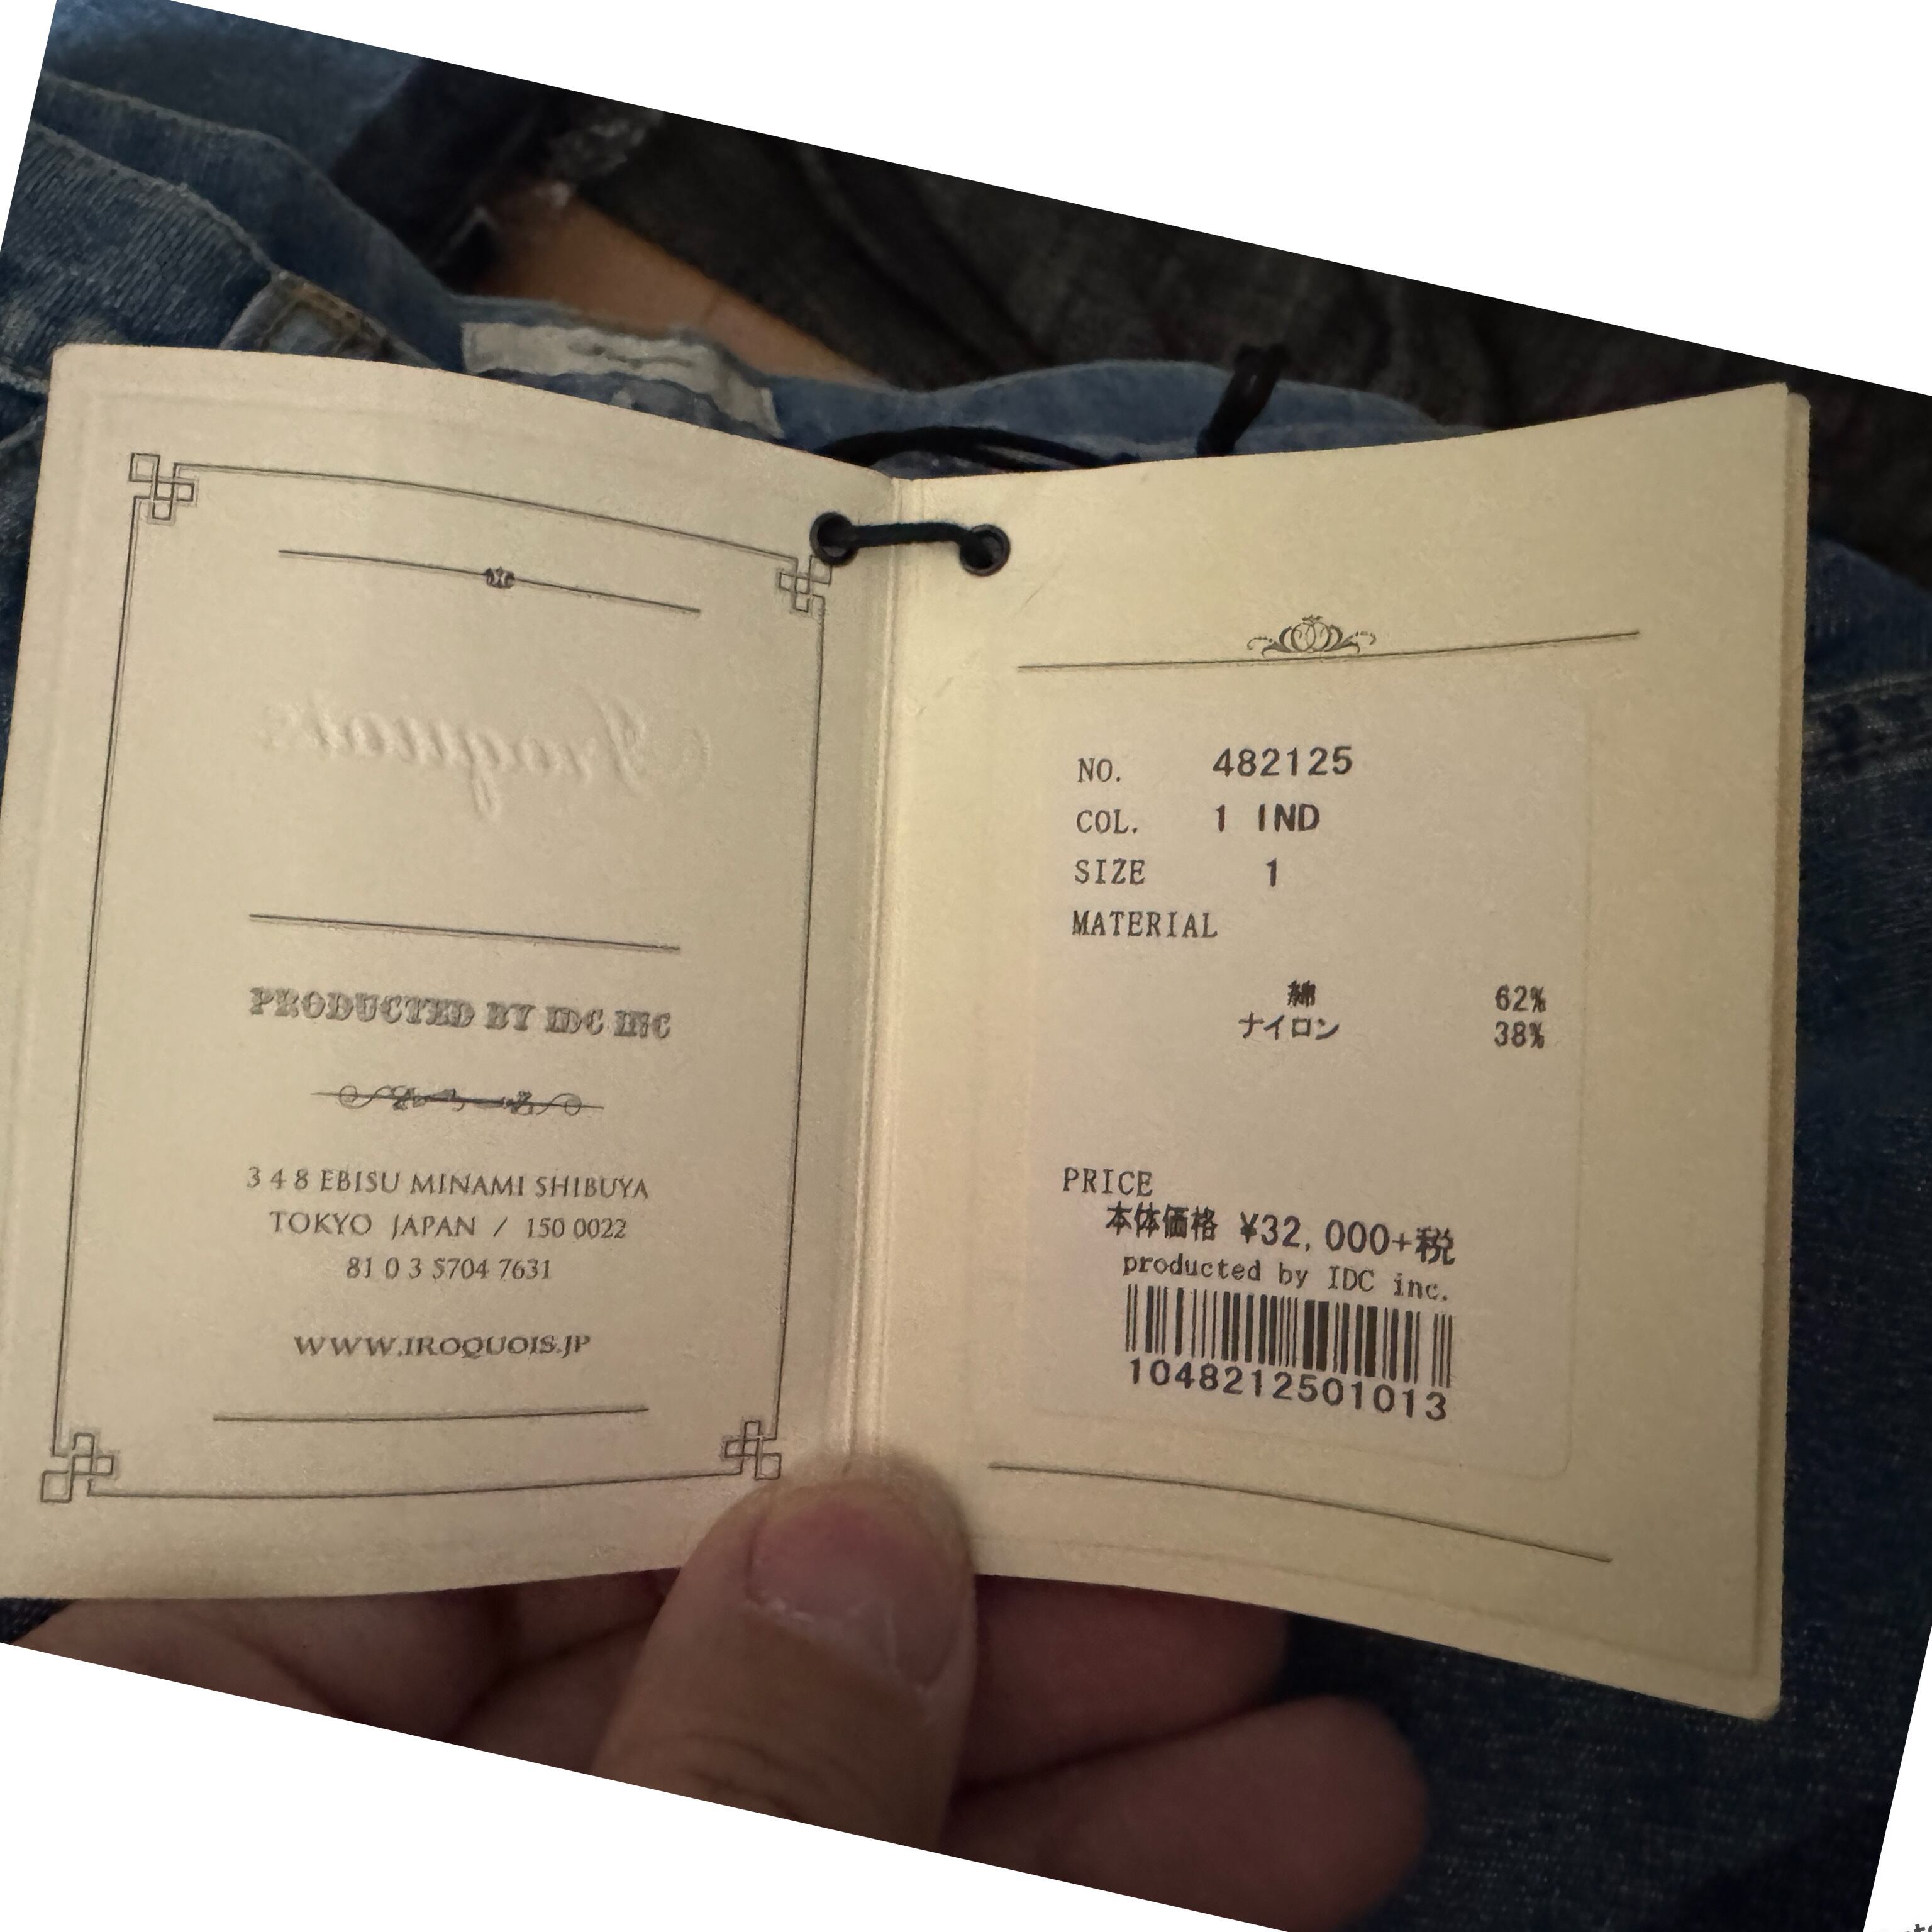 Iroquois
PRODUCTED BY IDC INC
3 4 8 EBISU MINAMI SHIBUYA
TOKYO JAPAN / 150 0022
81 0 3 5704 7631
WWW.IROQUOIS.JP
NO. 482125
COL. 1 IND
SIZE 1
MATERIAL
綿 62%
ナイロン 38%
PRICE
本体価格 ¥32,000+税
producted by IDC inc.
1048212501013